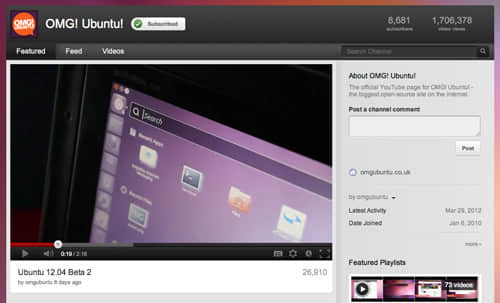 OMG! UBUNTU!
OMG! Ubuntu!
Subscribed
8,681
subscribers
1,706,378
video views
Featured
Feed
Videos
Search Channel
Search
Recent Apps
Recent Files
0:19 / 2:16
Ubuntu 12.04 Beta 2
26,910
by omgubuntu 8 days ago
About OMG! Ubuntu!
The official YouTube page for OMG! Ubuntu! -
the biggest open-source site on the internet.
Post a channel comment
Post
omgubuntu.co.uk
by omgubuntu
Latest Activity
Mar 29, 2012
Date Joined
Jan 6, 2010
more
Featured Playlists
73 videos